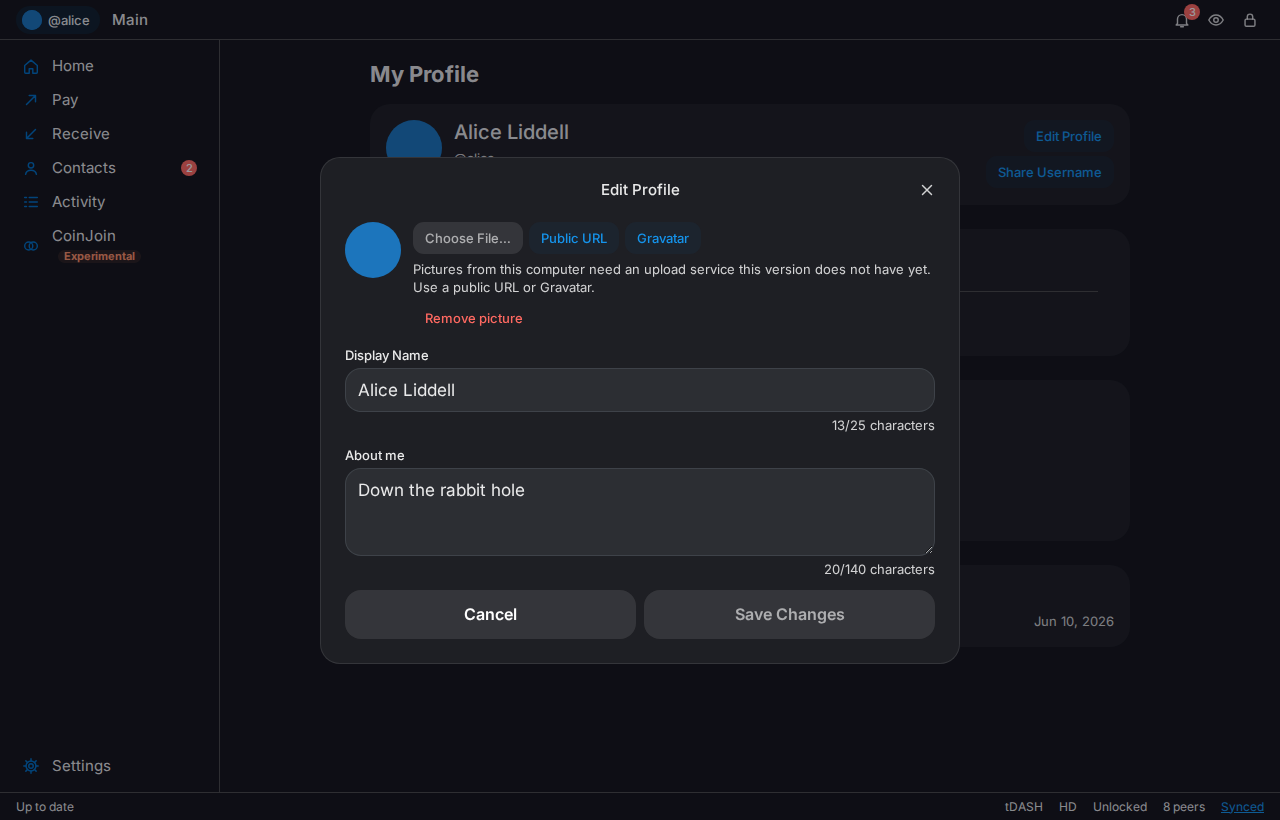 @alice
Main
3
Home
Pay
Receive
Contacts
2
Activity
CoinJoin
Experimental
Settings
My Profile
Alice Liddell
@alice
Edit Profile
Share Username
Edit Profile
Choose File...
Public URL
Gravatar
Pictures from this computer need an upload service this version does not have yet.
Use a public URL or Gravatar.
Remove picture
Display Name
Alice Liddell
13/25 characters
About me
Down the rabbit hole
20/140 characters
Cancel
Save Changes
Jun 10, 2026
Up to date
tDASH
HD
Unlocked
8 peers
Synced